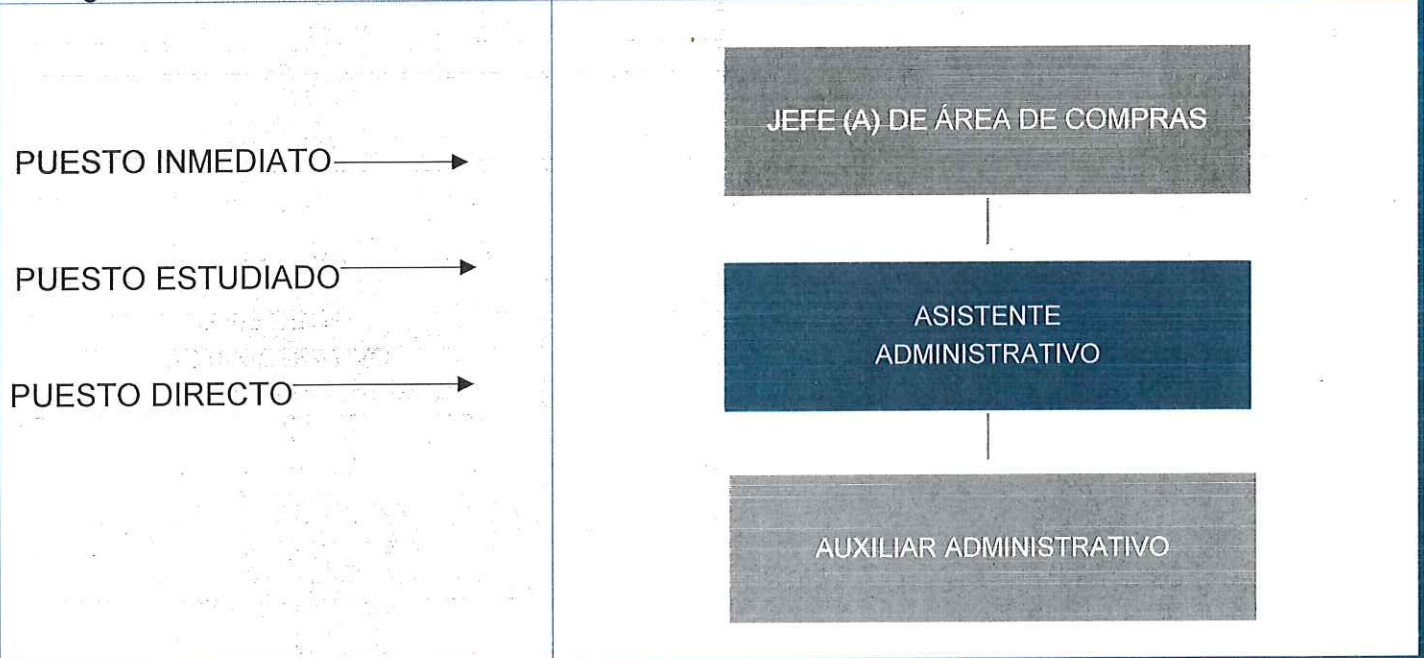 PUESTO INMEDIATO
PUESTO ESTUDIADO
PUESTO DIRECTO
JEFE (A) DE ÁREA DE COMPRAS
ASISTENTE
ADMINISTRATIVO
AUXILIAR ADMINISTRATIVO